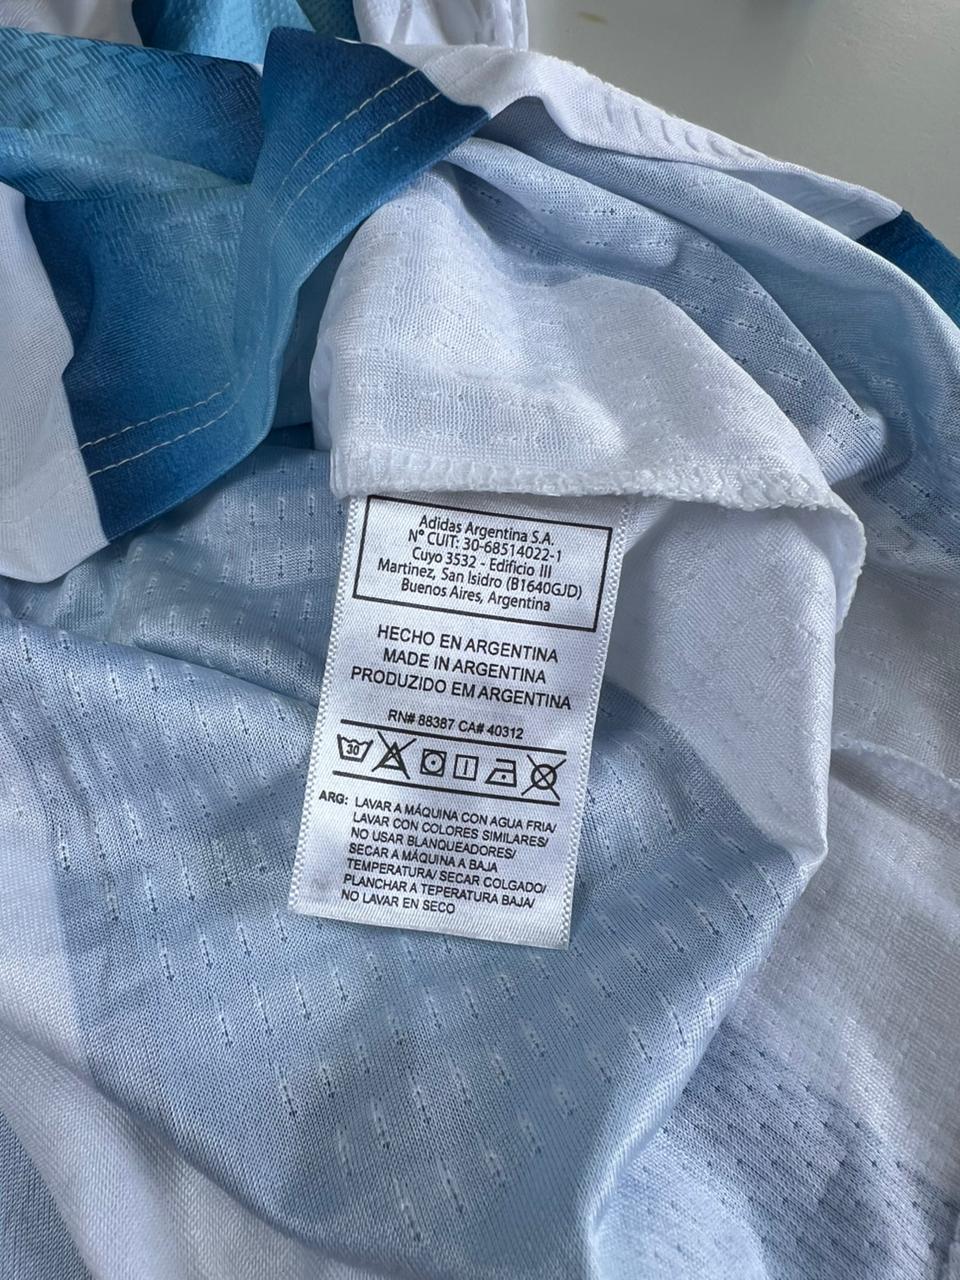 Adidas Argentina S.A.
N° CUIT: 30-68514022-1
Cuyo 3532 - Edificio III
Martinez, San Isidro (B1640GJD)
Buenos Aires, Argentina
HECHO EN ARGENTINA
MADE IN ARGENTINA
PRODUZIDO EM ARGENTINA
RN# 88387 CA# 40312
30
ARG: LAVAR A MÁQUINA CON AGUA FRIA/
LAVAR CON COLORES SIMILARES/
NO USAR BLANQUEADORES/
SECAR A MÁQUINA A BAJA
TEMPERATURA/ SECAR COLGADO/
PLANCHAR A TEPERATURA BAJA/
NO LAVAR EN SECO